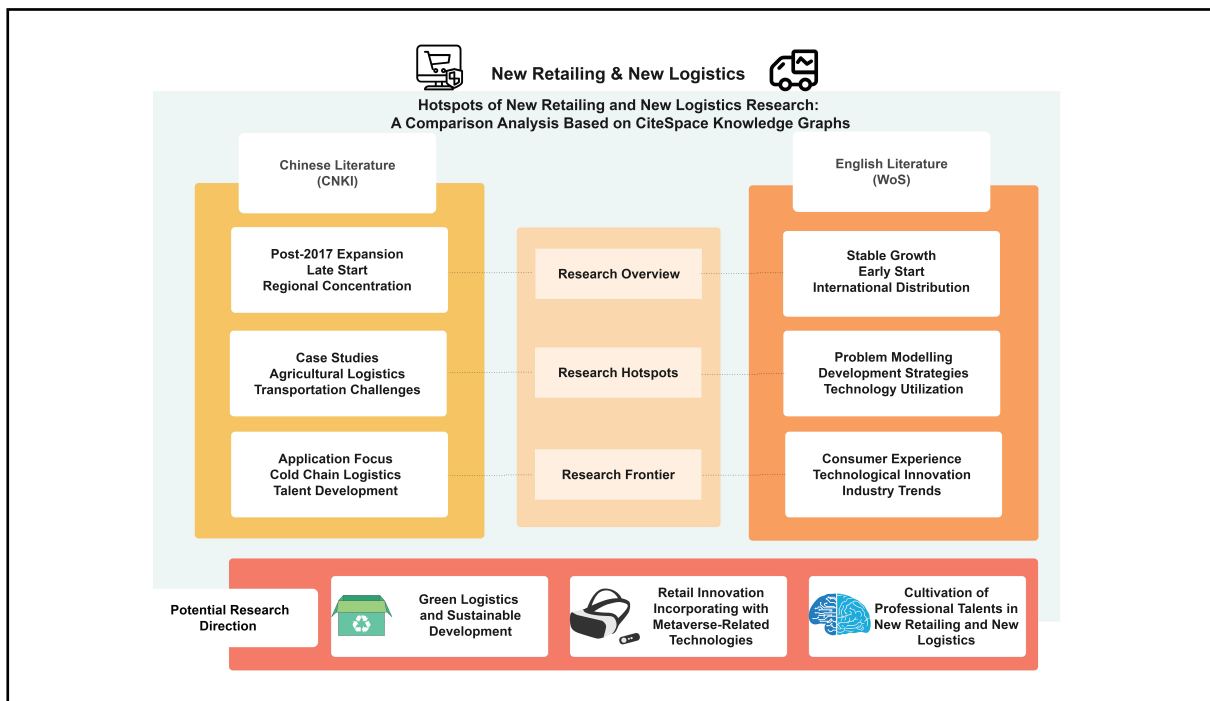 New Retailing & New Logistics
Hotspots of New Retailing and New Logistics Research:
A Comparison Analysis Based on CiteSpace Knowledge Graphs
Chinese Literature
(CNKI)
English Literature
(WoS)
Post-2017 Expansion
Late Start
Regional Concentration
Research Overview
Stable Growth
Early Start
International Distribution
Case Studies
Agricultural Logistics
Transportation Challenges
Research Hotspots
Problem Modelling
Development Strategies
Technology Utilization
Application Focus
Cold Chain Logistics
Talent Development
Research Frontier
Consumer Experience
Technological Innovation
Industry Trends
Potential Research
Direction
Green Logistics
and Sustainable
Development
Retail Innovation
Incorporating with
Metaverse-Related
Technologies
Cultivation of
Professional Talents in
New Retailing and New
Logistics